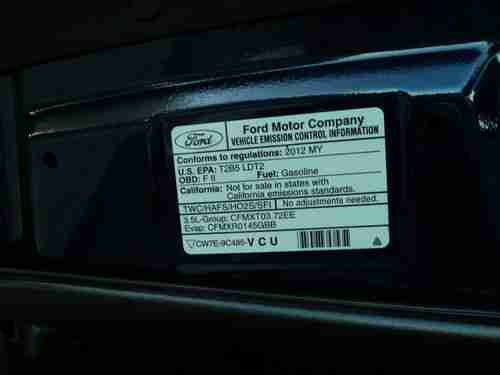 Ford
Ford Motor Company
VEHICLE EMISSION CONTROL INFORMATION
Conforms to regulations: 2012 MY
U.S. EPA: T2B5 LDT2
OBD: F II Fuel: Gasoline
California: Not for sale in states with
California emissions standards.
TWC/HAFS/HO2S/SFI No adjustments needed.
3.5L-Group: CFMXT03.72EE
Evap: CFMXR0145GBB
CW7E-9C485-VCU